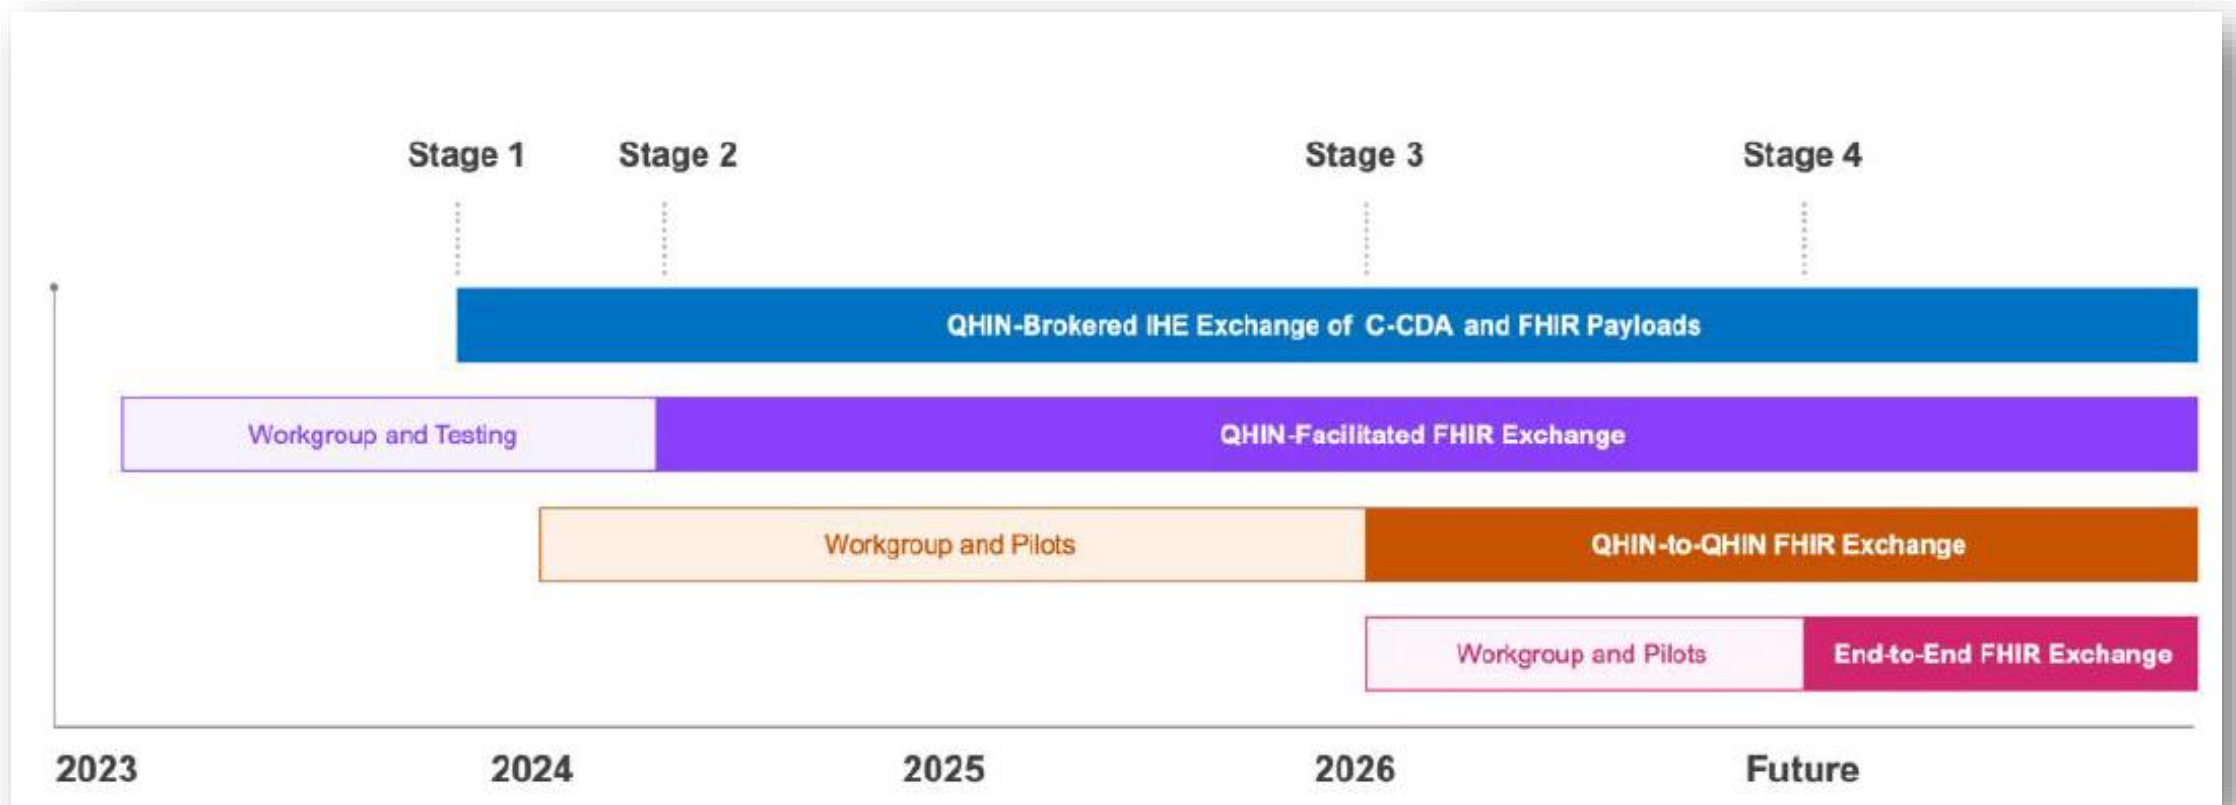 Stage 1
Stage 2
Stage 3
Stage 4
QHIN-Brokered IHE Exchange of C-CDA and FHIR Payloads
Workgroup and Testing
QHIN-Facilitated FHIR Exchange
Workgroup and Pilots
QHIN-to-QHIN FHIR Exchange
Workgroup and Pilots
End-to-End FHIR Exchange
2023
2024
2025
2026
Future